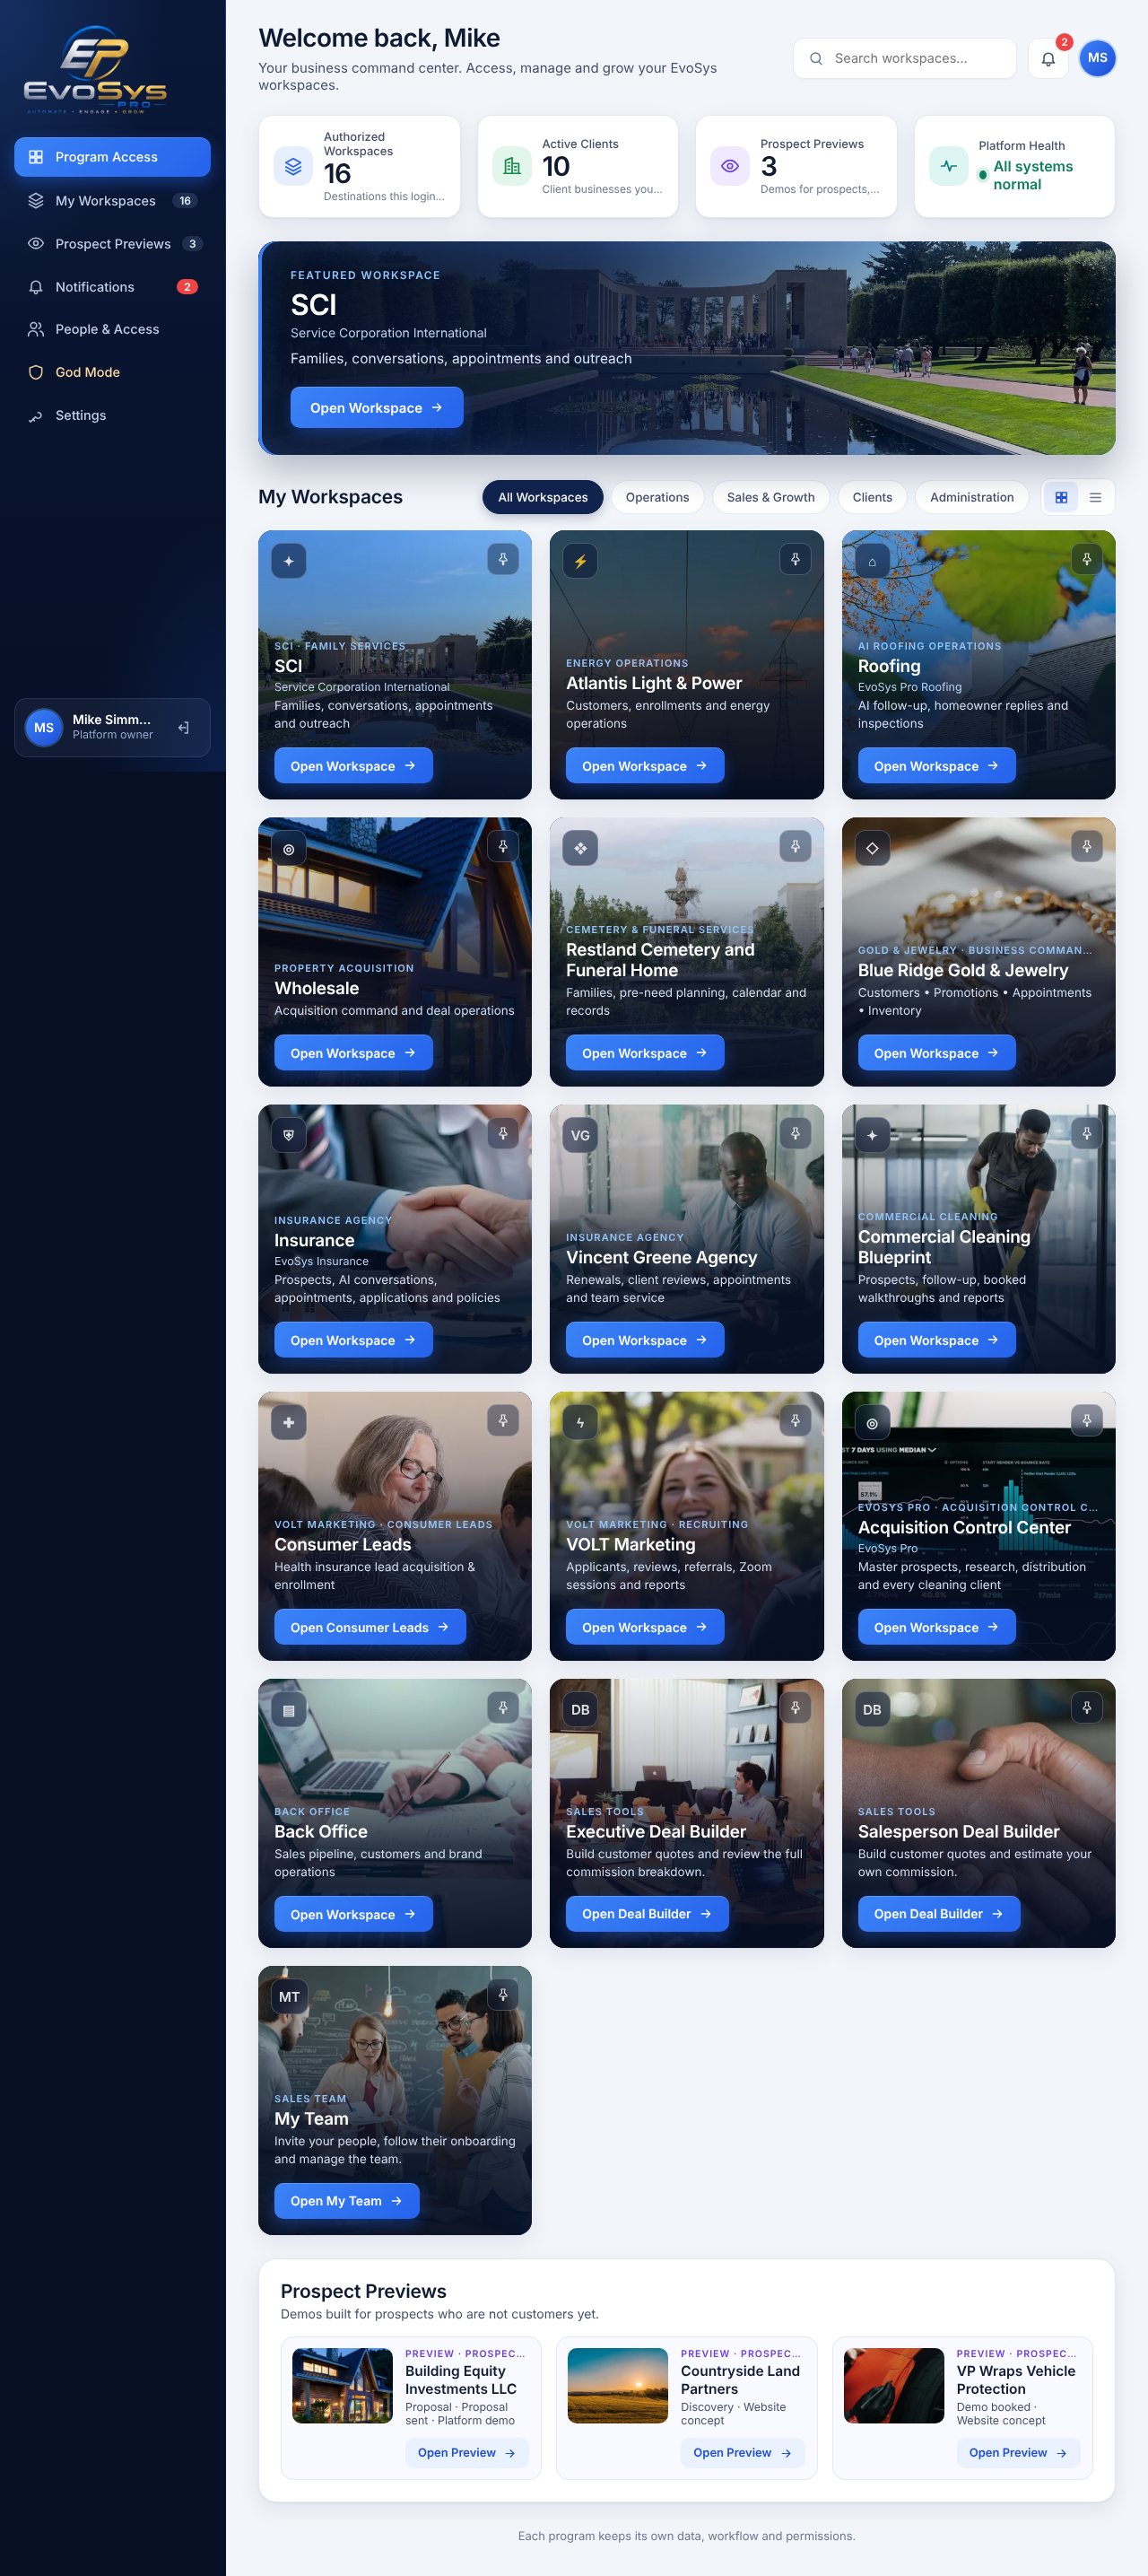 EP
EvoSys
PRO
AUTOMATE • ENGAGE • GROW
Program Access
My Workspaces 16
Prospect Previews 3
Notifications 2
People & Access
God Mode
Settings
MS
Mike Simm...
Platform owner
Welcome back, Mike
Your business command center. Access, manage and grow your EvoSys
workspaces.
Search workspaces...
2
MS
Authorized
Workspaces
16
Destinations this login...
Active Clients
10
Client businesses you...
Prospect Previews
3
Demos for prospects,...
Platform Health
All systems
normal
FEATURED WORKSPACE
SCI
Service Corporation International
Families, conversations, appointments and outreach
Open Workspace →
My Workspaces
All Workspaces
Operations
Sales & Growth
Clients
Administration
SCI · FAMILY SERVICES
SCI
Service Corporation International
Families, conversations, appointments
and outreach
Open Workspace →
ENERGY OPERATIONS
Atlantis Light & Power
Customers, enrollments and energy
operations
Open Workspace →
AI ROOFING OPERATIONS
Roofing
EvoSys Pro Roofing
AI follow-up, homeowner replies and
inspections
Open Workspace →
PROPERTY ACQUISITION
Wholesale
Acquisition command and deal operations
Open Workspace →
CEMETERY & FUNERAL SERVICES
Restland Cemetery and
Funeral Home
Families, pre-need planning, calendar and
records
Open Workspace →
GOLD & JEWELRY · BUSINESS COMMAN...
Blue Ridge Gold & Jewelry
Customers • Promotions • Appointments
• Inventory
Open Workspace →
INSURANCE AGENCY
Insurance
EvoSys Insurance
Prospects, AI conversations,
appointments, applications and policies
Open Workspace →
VG
INSURANCE AGENCY
Vincent Greene Agency
Renewals, client reviews, appointments
and team service
Open Workspace →
COMMERCIAL CLEANING
Commercial Cleaning
Blueprint
Prospects, follow-up, booked
walkthroughs and reports
Open Workspace →
VOLT MARKETING · CONSUMER LEADS
Consumer Leads
Health insurance lead acquisition &
enrollment
Open Consumer Leads →
VOLT MARKETING · RECRUITING
VOLT Marketing
Applicants, reviews, referrals, Zoom
sessions and reports
Open Workspace →
ST 7 DAYS USING MEDIAN
57.1%
EVOSYS PRO · ACQUISITION CONTROL C...
Acquisition Control Center
EvoSys Pro
Master prospects, research, distribution
and every cleaning client
Open Workspace →
BACK OFFICE
Back Office
Sales pipeline, customers and brand
operations
Open Workspace →
DB
SALES TOOLS
Executive Deal Builder
Build customer quotes and review the full
commission breakdown.
Open Deal Builder →
DB
SALES TOOLS
Salesperson Deal Builder
Build customer quotes and estimate your
own commission.
Open Deal Builder →
MT
SALES TEAM
My Team
Invite your people, follow their onboarding
and manage the team.
Open My Team →
Prospect Previews
Demos built for prospects who are not customers yet.
PREVIEW · PROSPEC...
Building Equity
Investments LLC
Proposal · Proposal
sent · Platform demo
Open Preview →
PREVIEW · PROSPEC...
Countryside Land
Partners
Discovery · Website
concept
Open Preview →
PREVIEW · PROSPEC...
VP Wraps Vehicle
Protection
Demo booked ·
Website concept
Open Preview →
Each program keeps its own data, workflow and permissions.